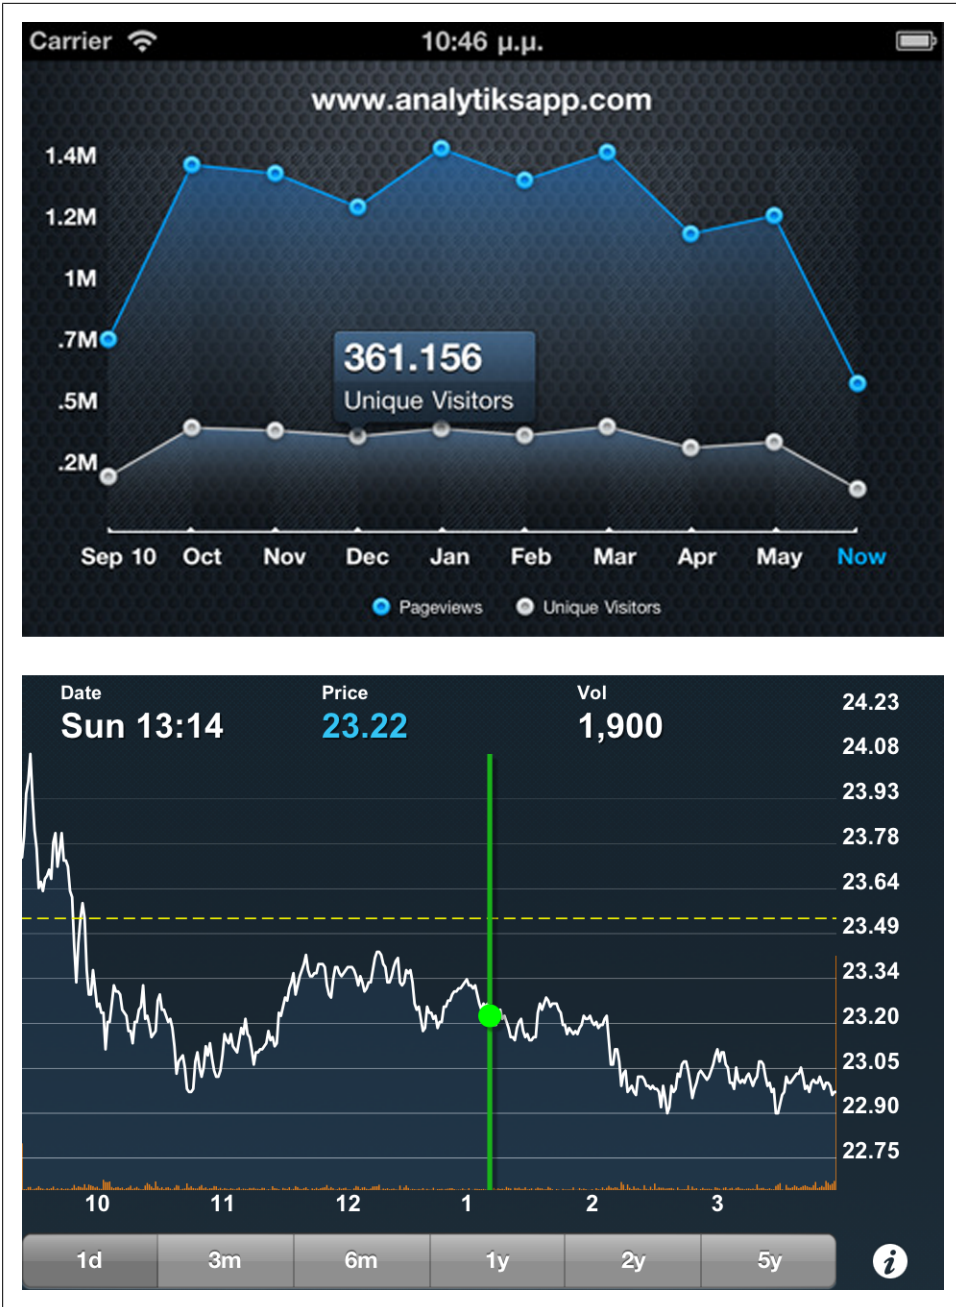 Carrier 10:46 μ.μ.
www.analytiksapp.com
1.4M
1.2M
1M
.7M
361.156
Unique Visitors
.5M
.2M
Sep 10 Oct Nov Dec Jan Feb Mar Apr May Now
Pageviews Unique Visitors
Date Price Vol
Sun 13:14 23.22 1,900
24.23
24.08
23.93
23.78
23.64
23.49
23.34
23.20
23.05
22.90
22.75
10 11 12 1 2 3
1d 3m 6m 1y 2y 5y i